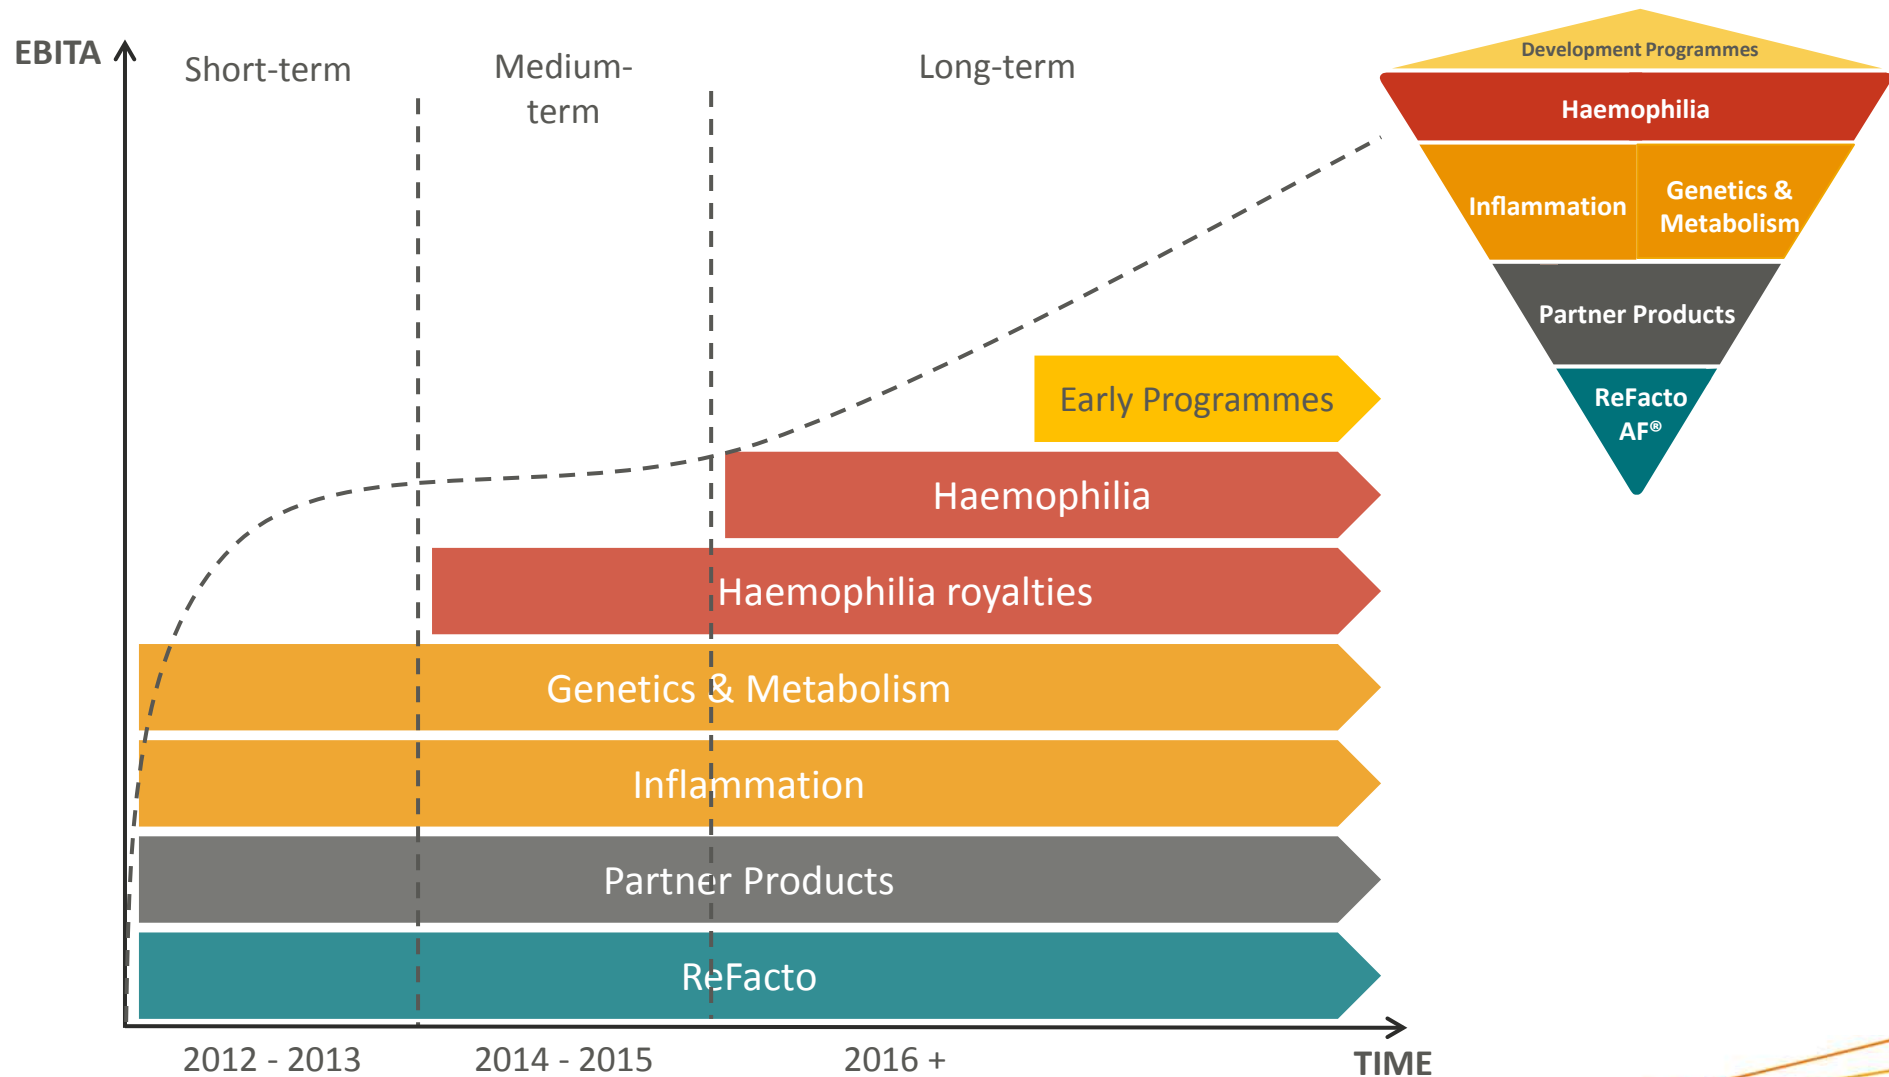 EBITA
Short-term
Medium-
term
Long-term
Development Programmes
Haemophilia
Inflammation
Genetics &
Metabolism
Partner Products
ReFacto
AF®
Early Programmes
Haemophilia
Haemophilia royalties
Genetics & Metabolism
Inflammation
Partner Products
ReFacto
2012 - 2013
2014 - 2015
2016 +
TIME